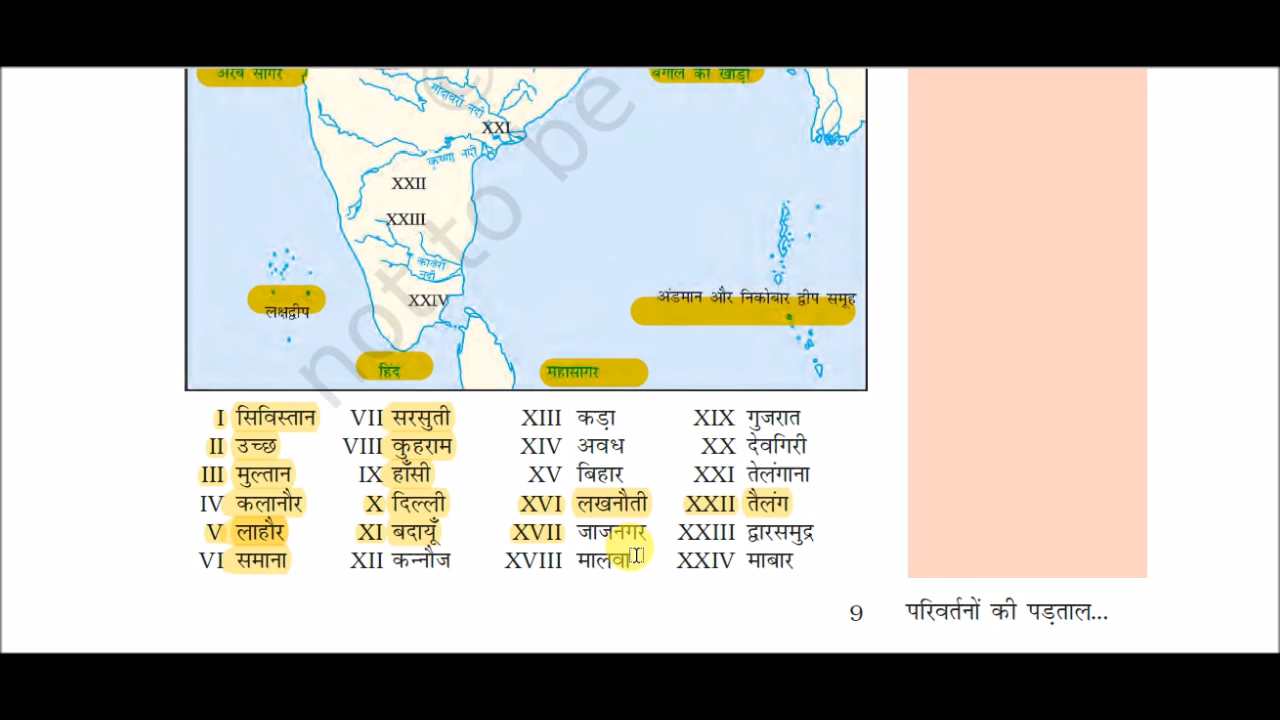 अरब सागर
बंगाल की खाड़ी
गोदावरी नदी
XXI
कृष्णा नदी
XXII
XXIII
कावेरी
नदी
XXIV
लक्षद्वीप
अंडमान और निकोबार द्वीप समूह
हिंद
महासागर
not to be
I सिविस्तान VII सरसुती XIII कड़ा XIX गुजरात
II उच्छ VIII कुहराम XIV अवध XX देवगिरी
III मुल्तान IX हाँसी XV बिहार XXI तेलंगाना
IV कलानौर X दिल्ली XVI लखनौती XXII तैलंग
V लाहौर XI बदायूँ XVII जाजनगर XXIII द्वारसमुद्र
VI समाना XII कन्नौज XVIII मालवा XXIV माबार
9 परिवर्तनों की पड़ताल...